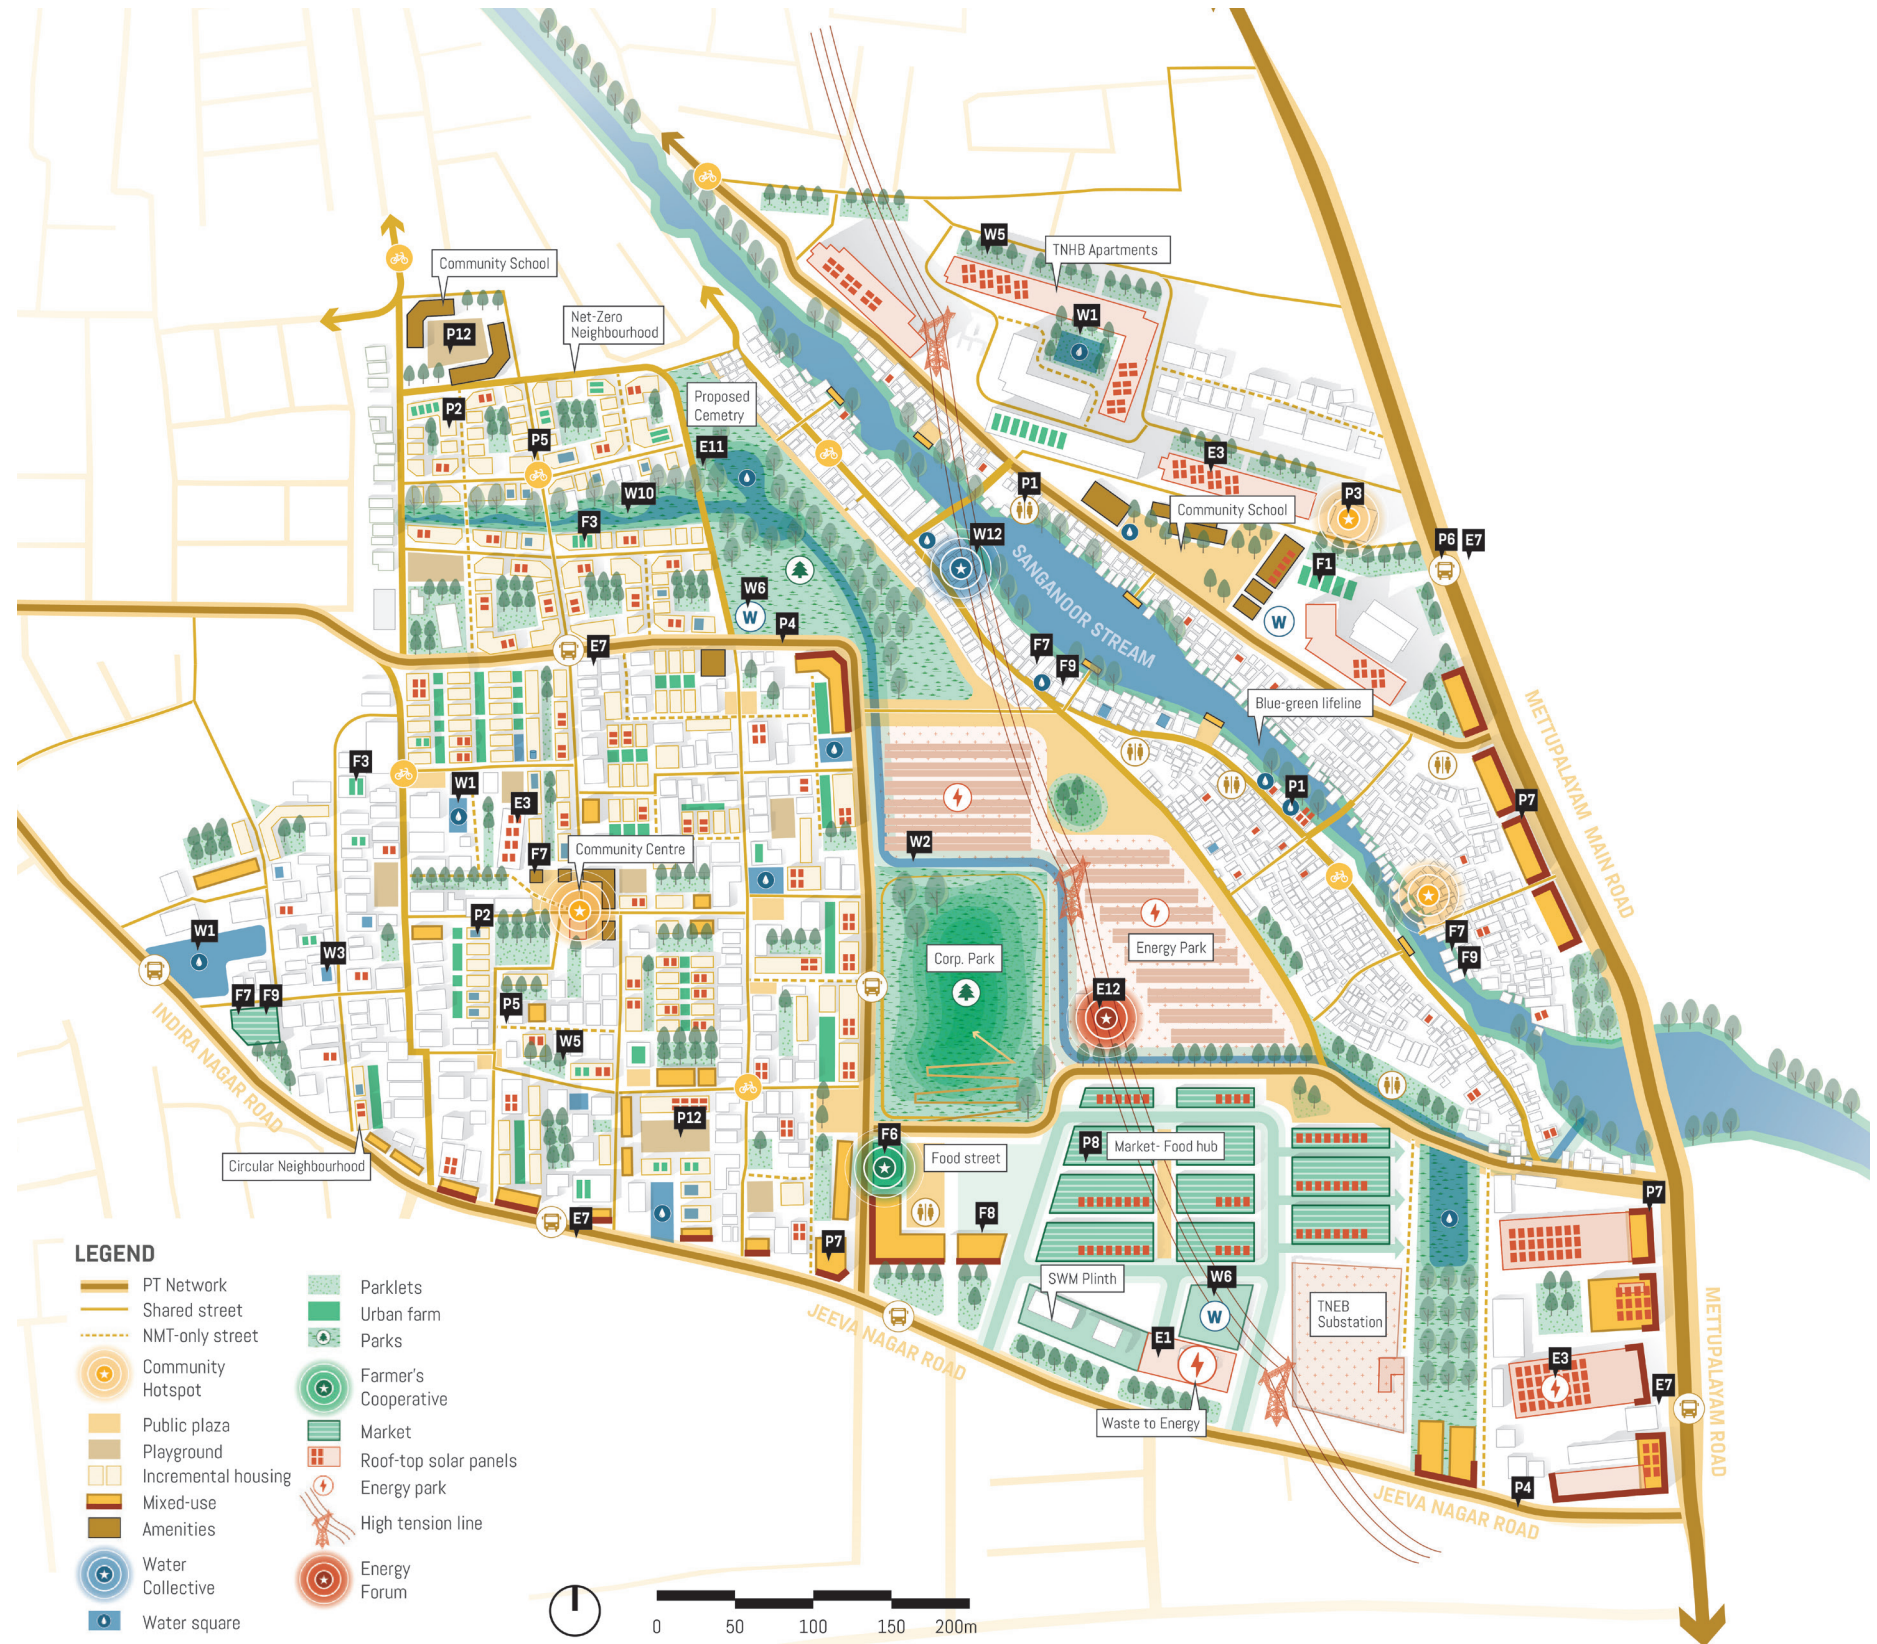 W5
TNHB Apartments
Community School
P12
Net-Zero
Neighbourhood
W1
Proposed
Cemetry
P2
P5
E11
E3
W10
P1
P3
Community School
F3
W12
SANGANOOR STREAM
P6 E7
F1
W6
W
W
P4
E7
F7
F9
Blue-green lifeline
METTUPALAYAM MAIN ROAD
F3
W1
E3
P1
P7
F7
Community Centre
W2
P2
W1
W3
Corp. Park
Energy Park
F7
F9
F7 F9
P5
E12
INDIRA NAGAR ROAD
W5
P12
F6
Food street
P8
Market- Food hub
Circular Neighbourhood
P7
E7
F8
P7
W6
W
SWM Plinth
TNEB
Substation
JEEVA NAGAR ROAD
E1
E3
E7
Waste to Energy
METTUPALAYAM ROAD
P4
JEEVA NAGAR ROAD
LEGEND
PT Network
Shared street
NMT-only street
Community
Hotspot
Public plaza
Playground
Incremental housing
Mixed-use
Amenities
Water
Collective
Water square
Parklets
Urban farm
Parks
Farmer's
Cooperative
Market
Roof-top solar panels
Energy park
High tension line
Energy
Forum
0 50 100 150 200m